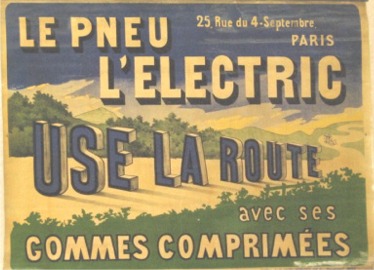 LE PNEU
25, Rue du 4-Septembre.
PARIS
L'ELECTRIC
USE LA ROUTE
avec ses
GOMMES COMPRIMÉES